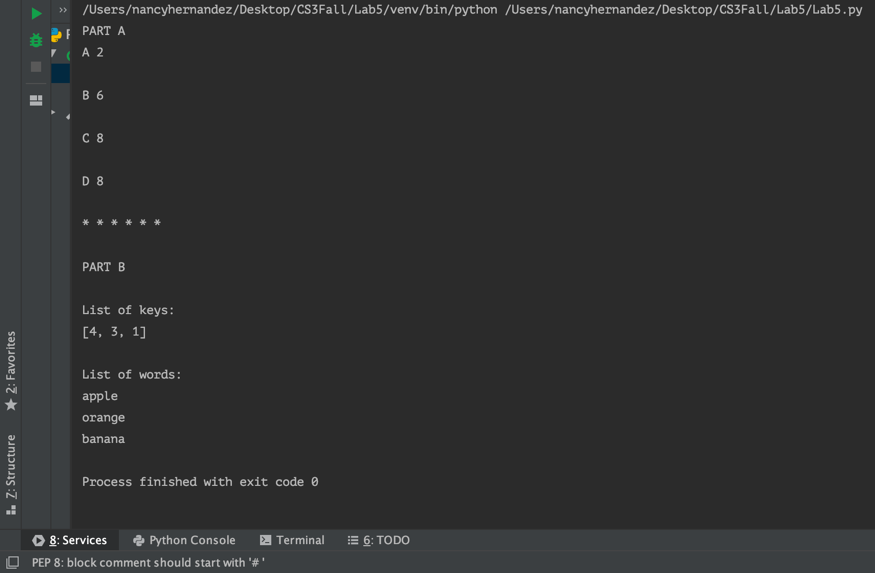 /Users/nancyhernandez/Desktop/CS3Fall/Lab5/venv/bin/python /Users/nancyhernandez/Desktop/CS3Fall/Lab5/Lab5.py
PART A
A 2
B 6
C 8
D 8
* * * * * *
PART B
List of keys:
[4, 3, 1]
List of words:
apple
orange
banana
Process finished with exit code 0
2: Favorites
Z: Structure
8: Services
Python Console
Terminal
6: TODO
PEP 8: block comment should start with '# '